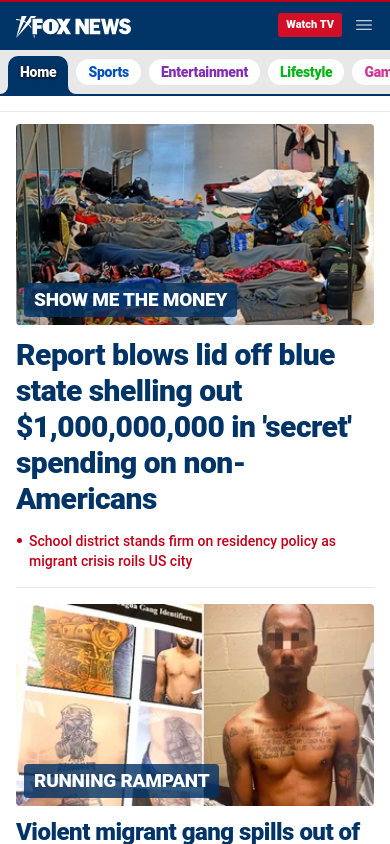 FOX NEWS
Watch TV
Home
Sports
Entertainment
Lifestyle
Gam
SHOW ME THE MONEY
Report blows lid off blue
state shelling out
$1,000,000,000 in 'secret'
spending on non-
Americans
• School district stands firm on residency policy as
migrant crisis roils US city
Gang Identifiers
RUNNING RAMPANT
Violent migrant gang spills out of